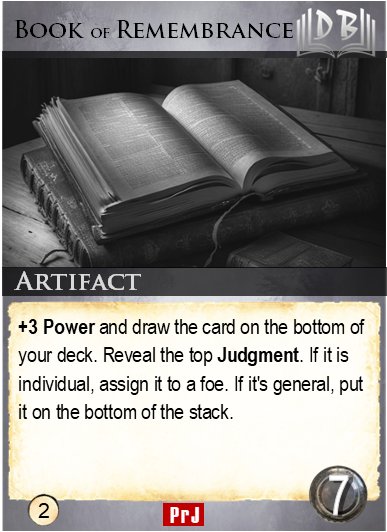 Book of Remembrance
DB
Artifact
+3 Power and draw the card on the bottom of
your deck. Reveal the top Judgment. If it is
individual, assign it to a foe. If it's general, put
it on the bottom of the stack.
2
PrJ
7